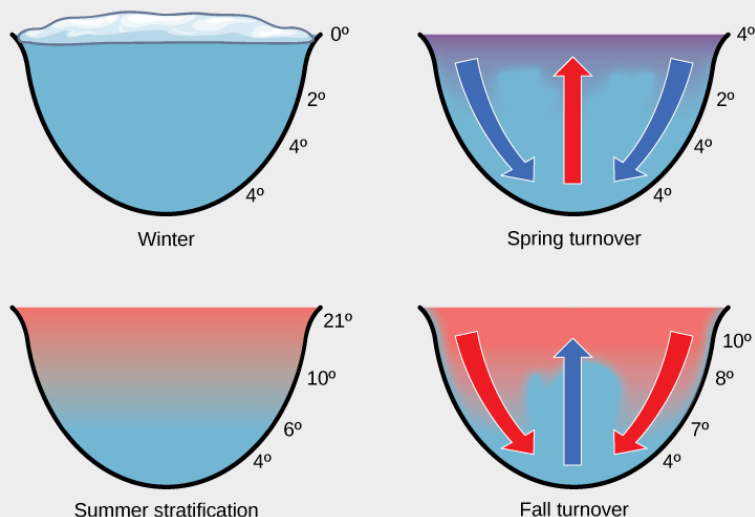 0º
2º
4º
4º
Winter
4º
2º
4º
4º
Spring turnover
21º
10º
6º
4º
Summer stratification
10º
8º
7º
4º
Fall turnover